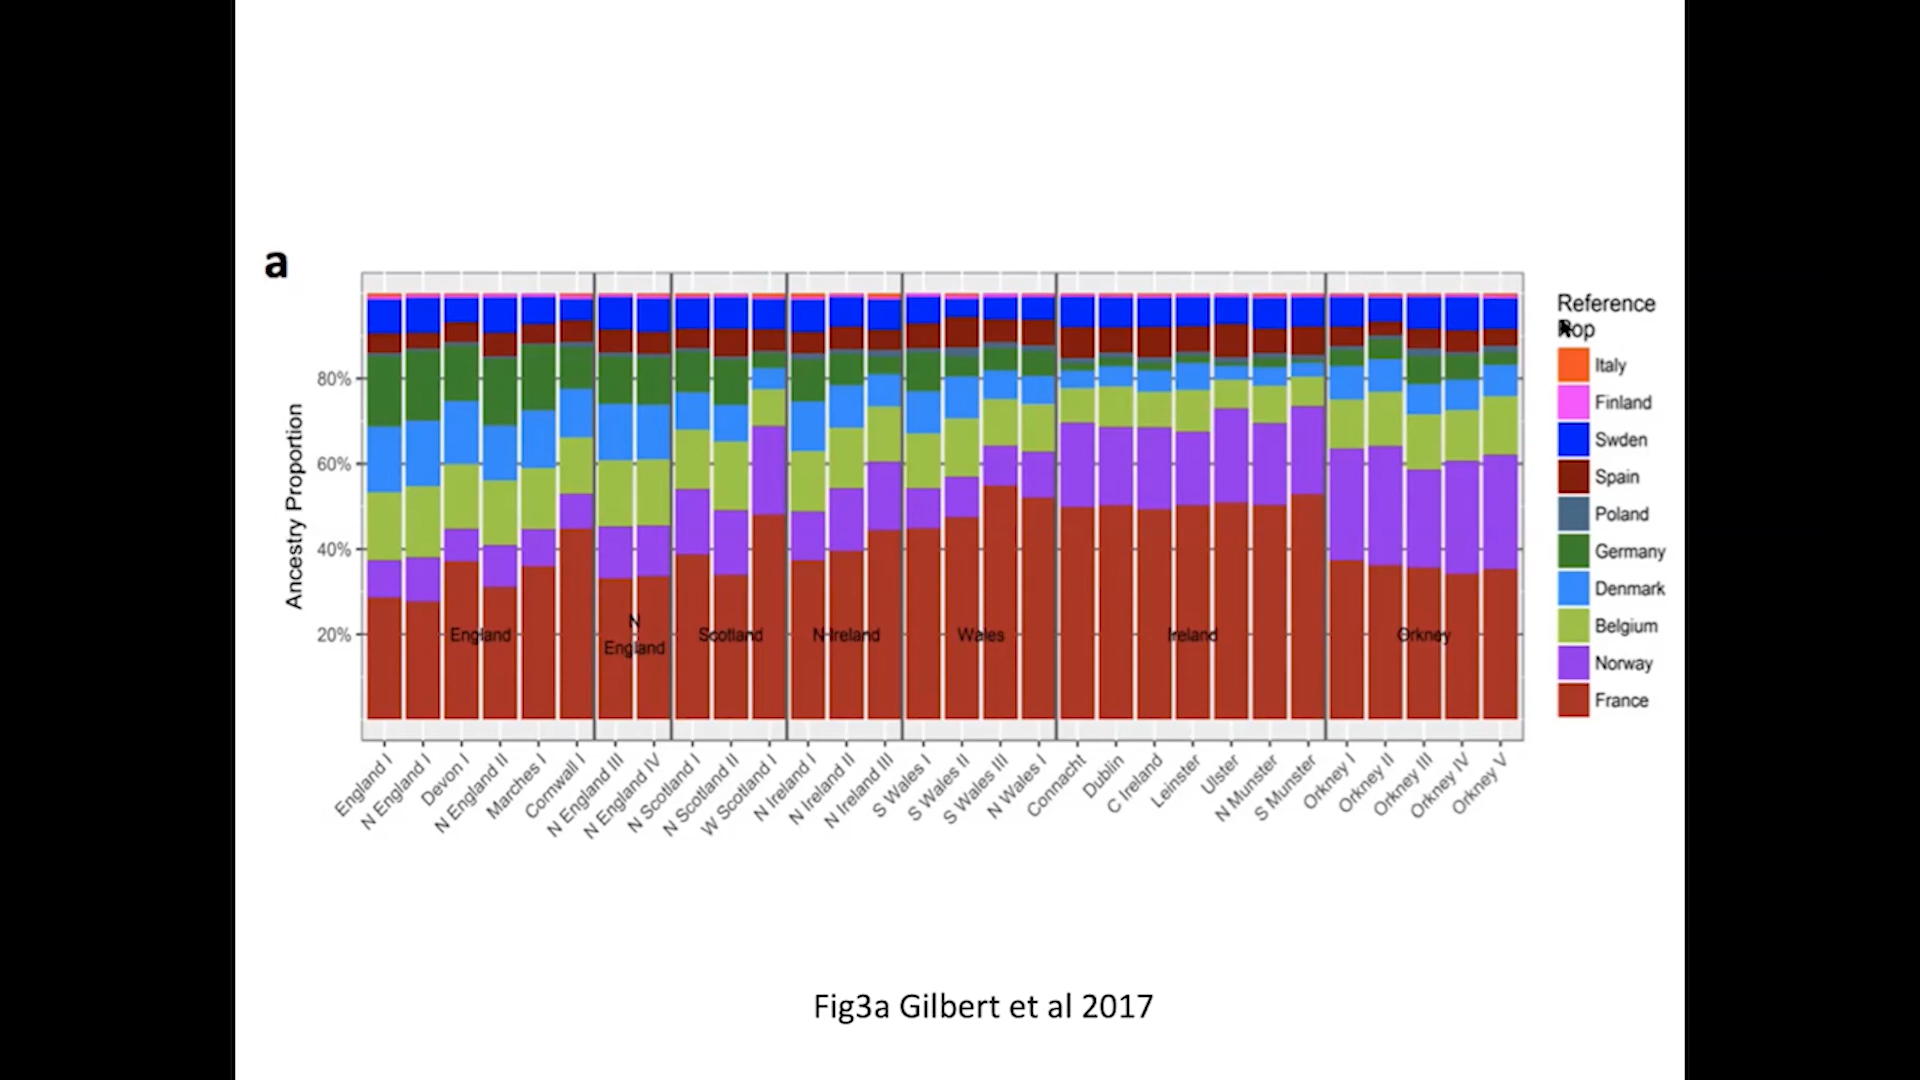 a
Ancestry Proportion
80%
60%
40%
20%
England
N
England
Scotland
N Ireland
Wales
Ireland
Orkney
England I
N England I
Devon I
N England II
Marches I
Cornwall I
N England III
N England IV
N Scotland I
N Scotland II
W Scotland I
N Ireland I
N Ireland II
N Ireland III
S Wales I
S Wales II
S Wales III
N Wales I
Connacht
Dublin
C Ireland
Leinster
Ulster
N Munster
S Munster
Orkney I
Orkney II
Orkney III
Orkney IV
Orkney V
Reference
Pop
Italy
Finland
Swden
Spain
Poland
Germany
Denmark
Belgium
Norway
France
Fig3a Gilbert et al 2017